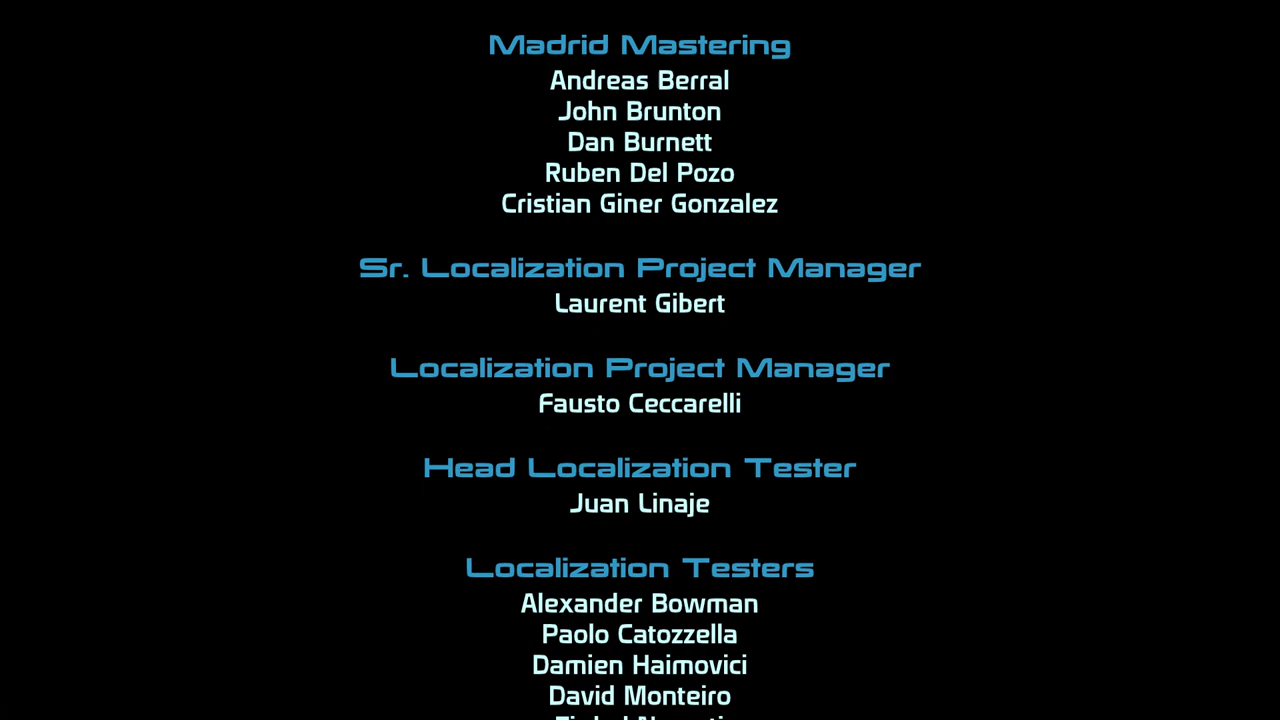 Madrid Mastering
Andreas Berral
John Brunton
Dan Burnett
Ruben Del Pozo
Cristian Giner Gonzalez
Sr. Localization Project Manager
Laurent Gibert
Localization Project Manager
Fausto Ceccarelli
Head Localization Tester
Juan Linaje
Localization Testers
Alexander Bowman
Paolo Catozzella
Damien Haimovici
David Monteiro